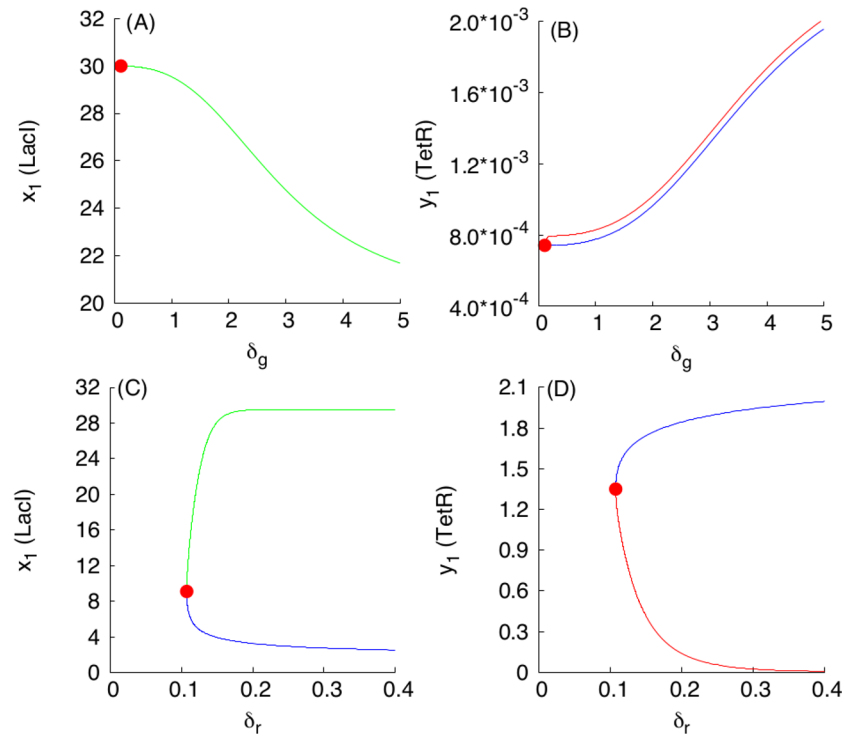 (A)
x1 (LacI)
32
30
28
26
24
22
20
0 1 2 3 4 5
δg
(B)
y1 (TetR)
2.0*10-3
1.6*10-3
1.2*10-3
8.0*10-4
4.0*10-4
0 1 2 3 4 5
δg
(C)
x1 (LacI)
32
28
24
20
16
12
8
4
0
0 0.1 0.2 0.3 0.4
δr
(D)
y1 (TetR)
2.1
1.8
1.5
1.2
0.9
0.6
0.3
0
0 0.1 0.2 0.3 0.4
δr